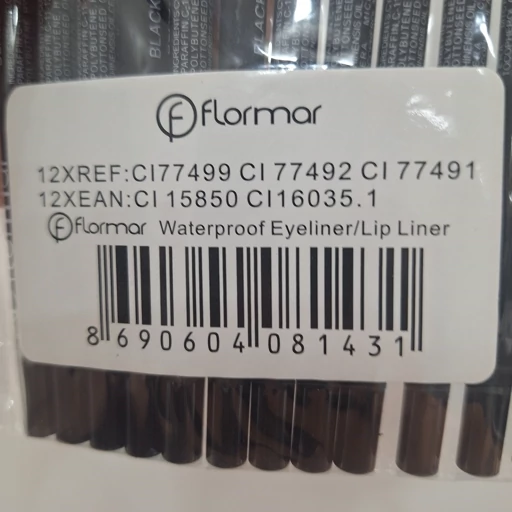 BLACK
flormar
12XREF:CI77499 CI 77492 CI 77491
12XEAN:CI 15850 CI16035.1
flormar Waterproof Eyeliner/Lip Liner
8 690604 081431